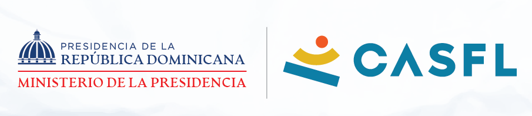 PRESIDENCIA DE LA
REPÚBLICA DOMINICANA
MINISTERIO DE LA PRESIDENCIA
CASFL